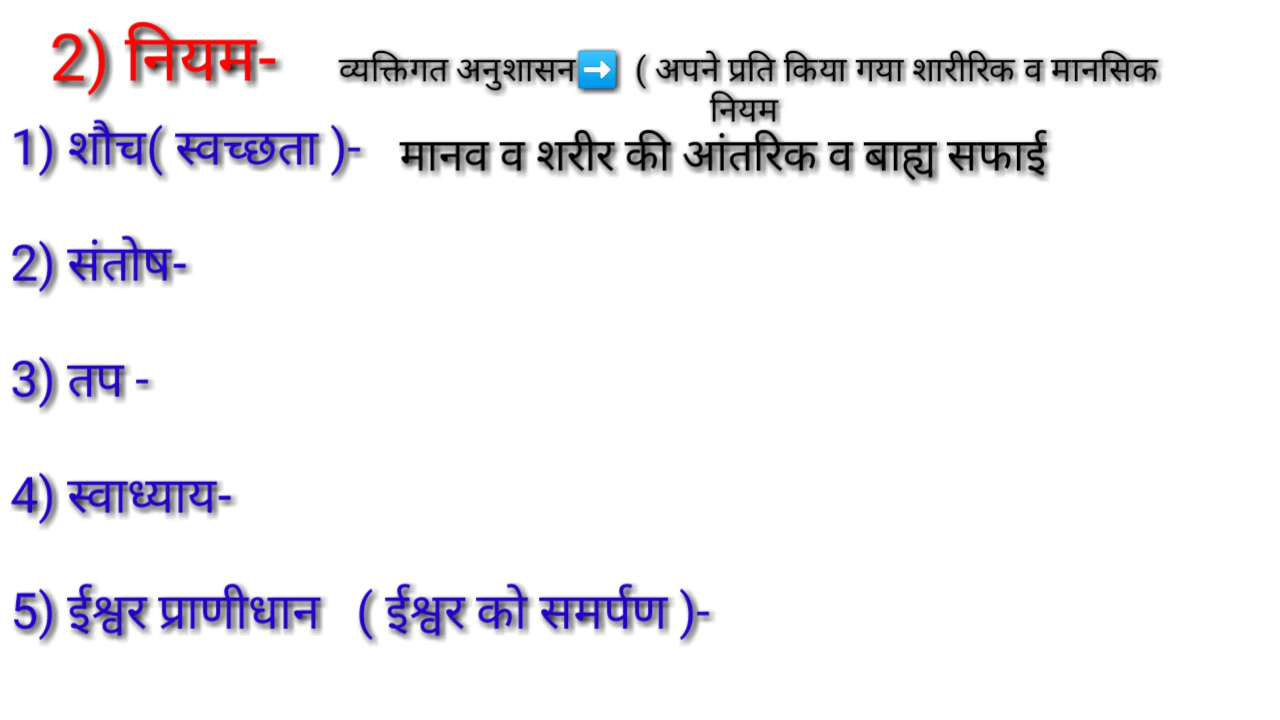 2) नियम- व्यक्तिगत अनुशासन➡️ ( अपने प्रति किया गया शारीरिक व मानसिक
नियम
1) शौच( स्वच्छता )- मानव व शरीर की आंतरिक व बाह्य सफाई
2) संतोष-
3) तप -
4) स्वाध्याय-
5) ईश्वर प्राणीधान ( ईश्वर को समर्पण )-